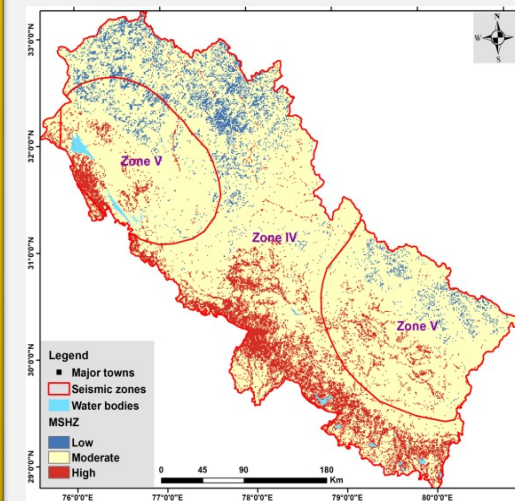 N
W
S
33°0'0"N
32°0'0"N
31°0'0"N
30°0'0"N
29°0'0"N
Zone V
Zone IV
Zone V
Legend
Major towns
Seismic zones
Water bodies
MSHZ
Low
Moderate
High
0 45 90 180
Km
76°0'0"E 77°0'0"E 78°0'0"E 79°0'0"E 80°0'0"E